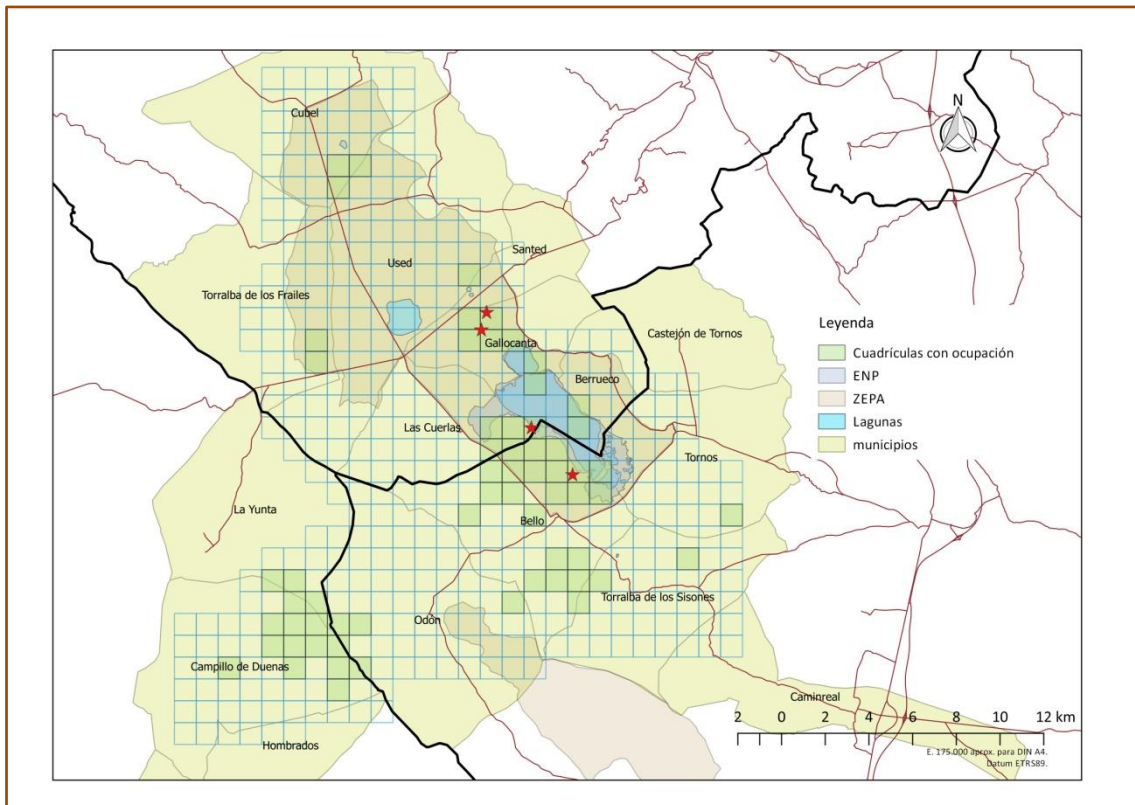 N
Cubel
Santed
Used
Torralba de los Frailes
Castejón de Tornos
Gallocanta
Berrueco
Las Cuerlas
Tornos
La Yunta
Bello
Torralba de los Sisones
Odón
Campillo de Duenas
Caminreal
Hombrados
Leyenda
Cuadrículas con ocupación
ENP
ZEPA
Lagunas
municipios
2 0 2 4 6 8 10 12 km
E. 175.000 aprox. para DIN A4.
Datum ETRS89.